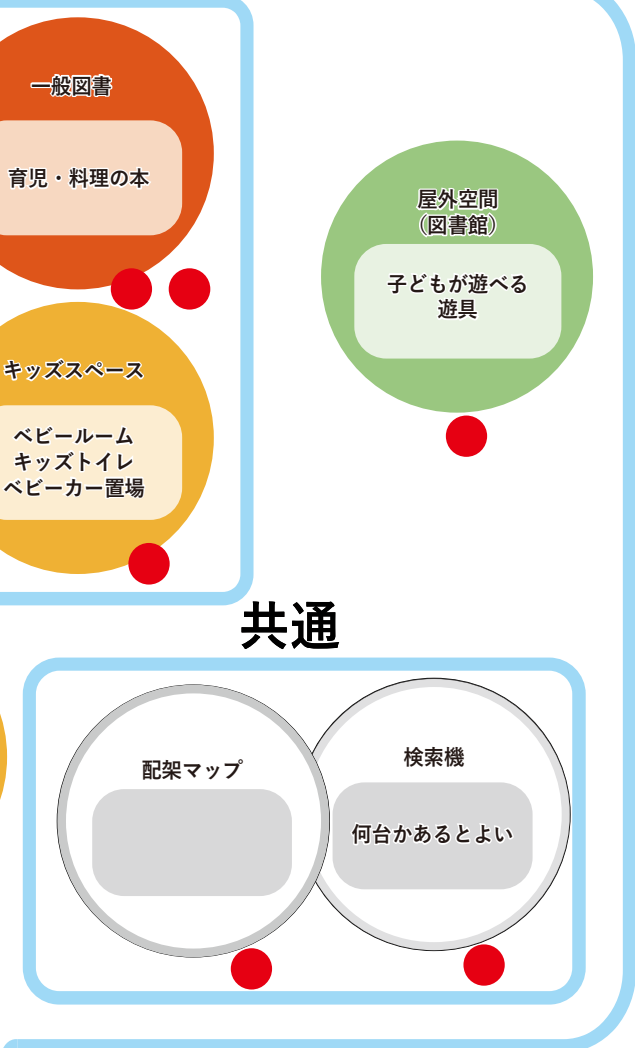 一般図書
育児・料理の本
屋外空間
（図書館）
子どもが遊べる
遊具
キッズスペース
ベビールーム
キッズトイレ
ベビーカー置場
共通
配架マップ
検索機
何台かあるとよい